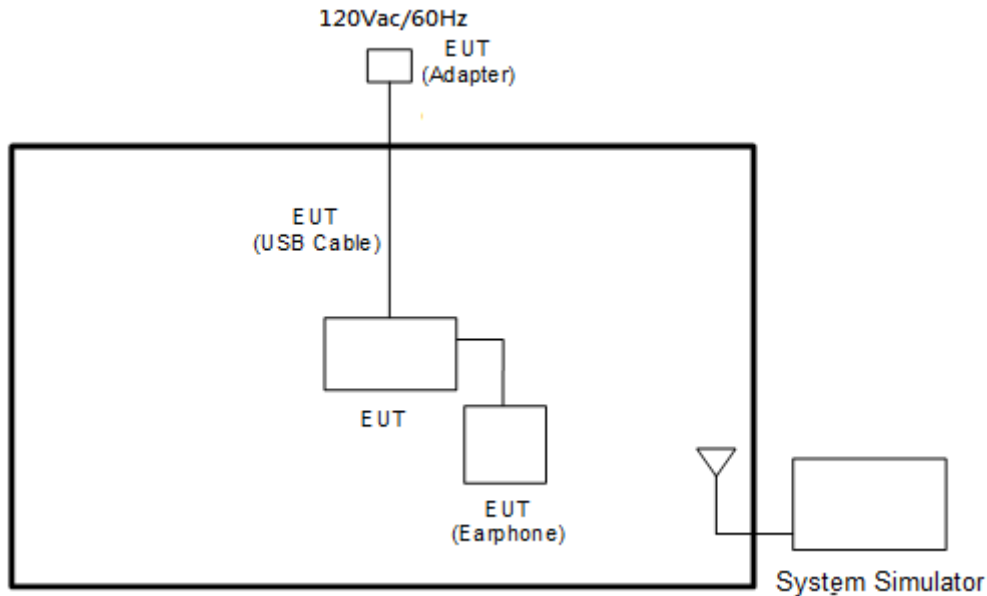 120Vac/60Hz
EUT
(Adapter)
EUT
(USB Cable)
EUT
EUT
(Earphone)
System Simulator